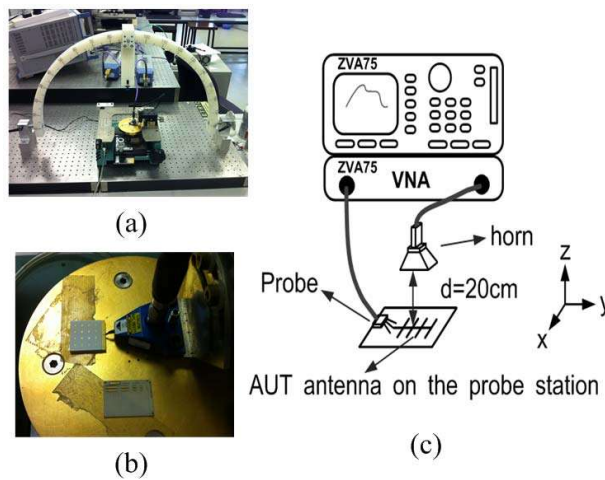 (a)
(b)
ZVA75
ZVA75
VNA
horn
Probe
d=20cm
z
y
x
AUT antenna on the probe station
(c)